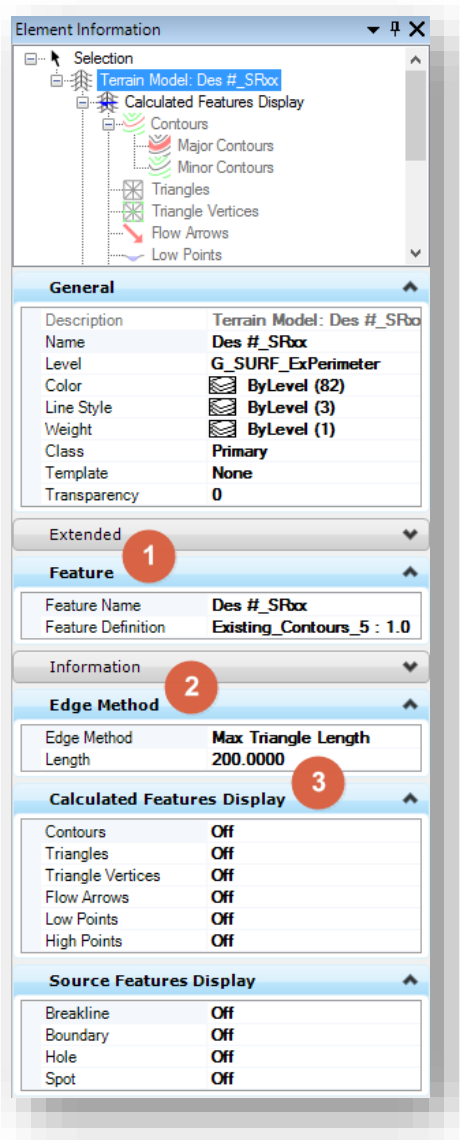 Element Information
Selection
Terrain Model: Des #_SRxx
Calculated Features Display
Contours
Major Contours
Minor Contours
Triangles
Triangle Vertices
Flow Arrows
Low Points
General
Description Terrain Model: Des #_SRxx
Name Des #_SRxx
Level G_SURF_ExPerimeter
Color ByLevel (82)
Line Style ByLevel (3)
Weight ByLevel (1)
Class Primary
Template None
Transparency 0
Extended
1
Feature
Feature Name Des #_SRxx
Feature Definition Existing_Contours_5 : 1.0
Information
2
Edge Method
Edge Method Max Triangle Length
Length 200.0000
3
Calculated Features Display
Contours Off
Triangles Off
Triangle Vertices Off
Flow Arrows Off
Low Points Off
High Points Off
Source Features Display
Breakline Off
Boundary Off
Hole Off
Spot Off